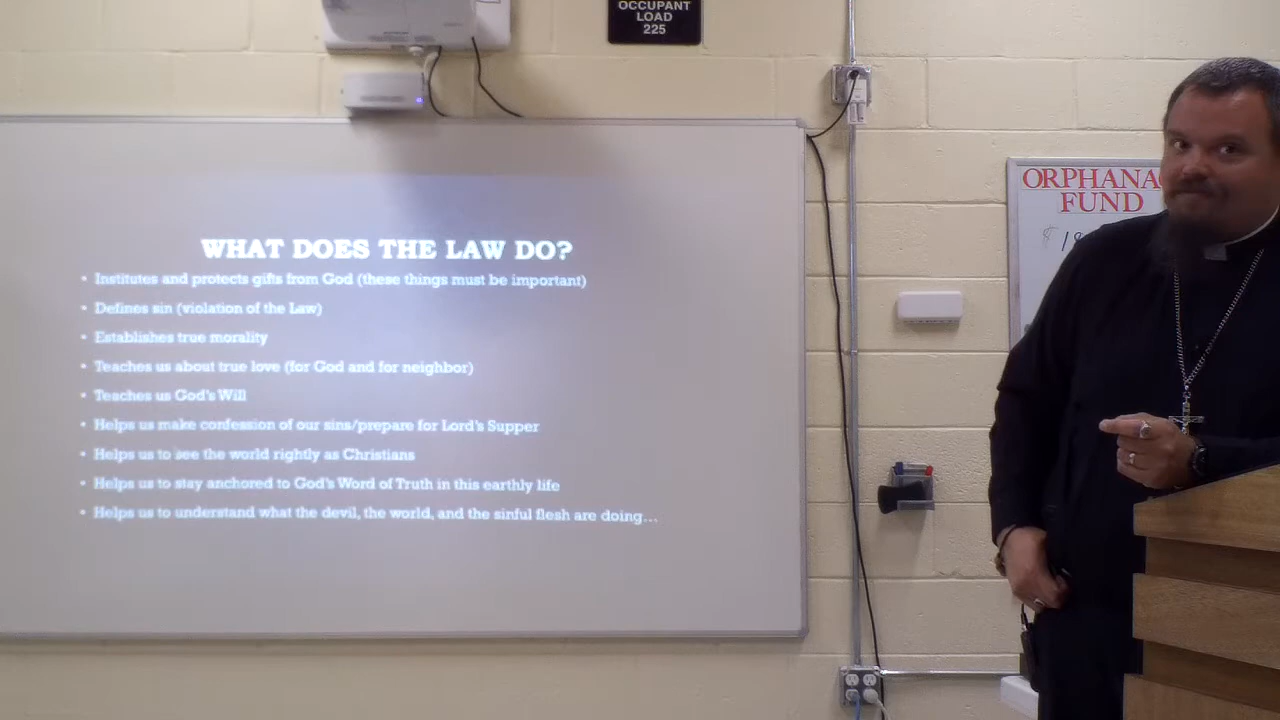 OCCUPANT
LOAD
225
WHAT DOES THE LAW DO?
• Institutes and protects gifts from God (these things must be important)
• Defines sin (violation of the Law)
• Establishes true morality
• Teaches us about true love (for God and for neighbor)
• Teaches us God's Will
• Helps us make confession of our sins/prepare for Lord's Supper
• Helps us to see the world rightly as Christians
• Helps us to stay anchored to God's Word of Truth in this earthly life
• Helps us to understand what the devil, the world, and the sinful flesh are doing...
ORPHANA
FUND